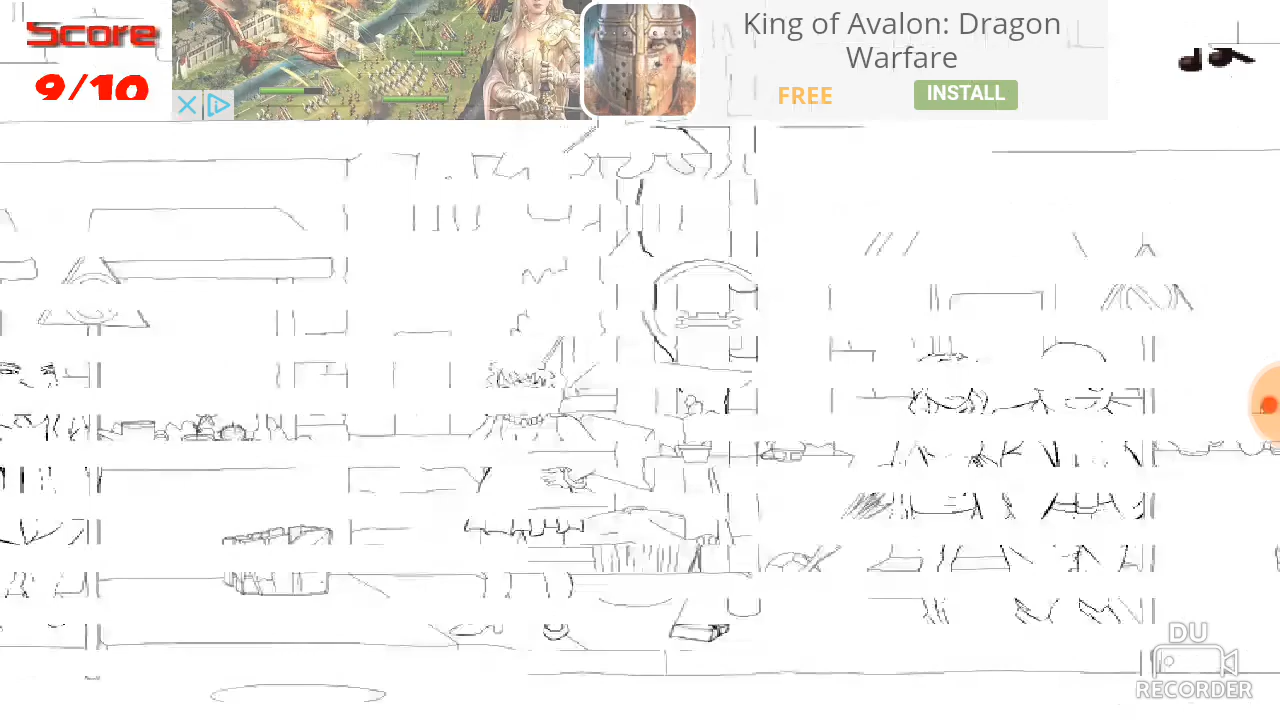 Score
9/10
King of Avalon: Dragon
Warfare
FREE
INSTALL
DU
RECORDER